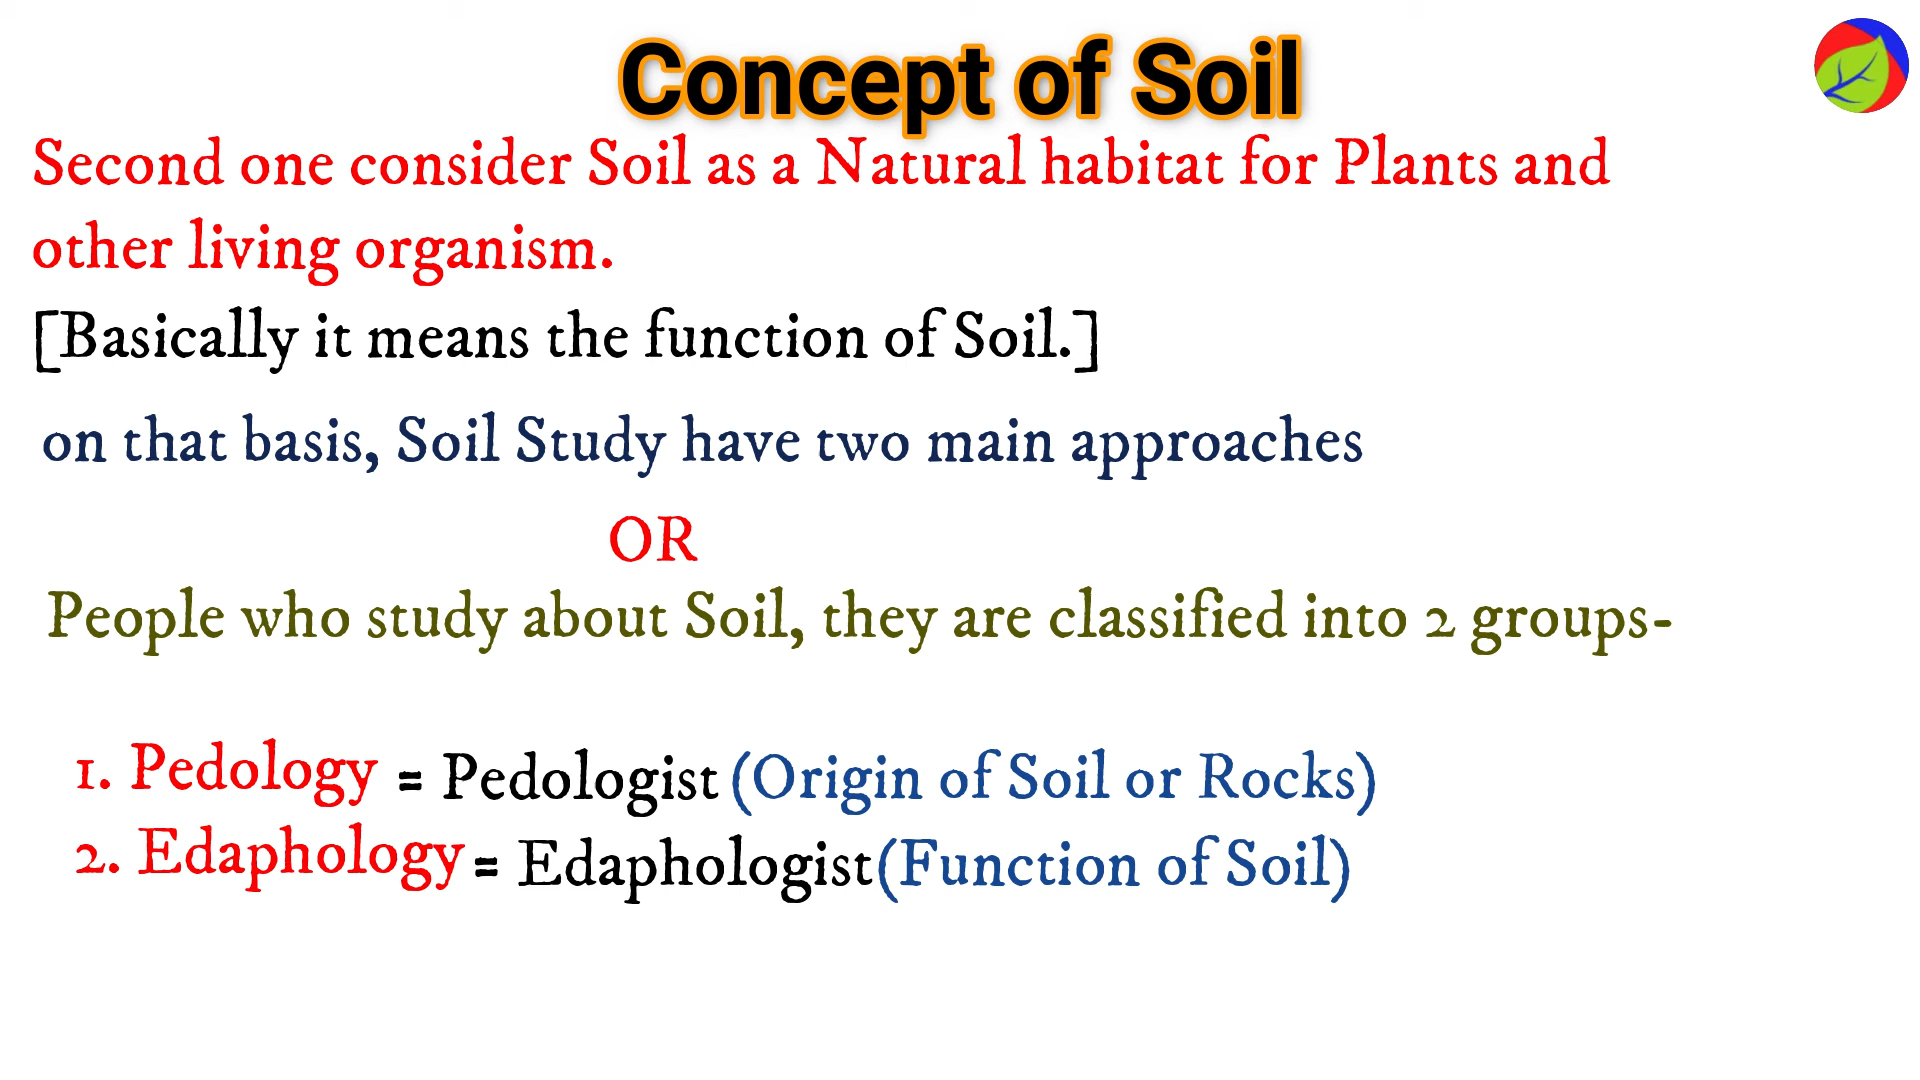 Concept of Soil
Second one consider Soil as a Natural habitat for Plants and
other living organism.
[Basically it means the function of Soil.]
on that basis, Soil Study have two main approaches
OR
People who study about Soil, they are classified into 2 groups-
1. Pedology = Pedologist (Origin of Soil or Rocks)
2. Edaphology = Edaphologist(Function of Soil)